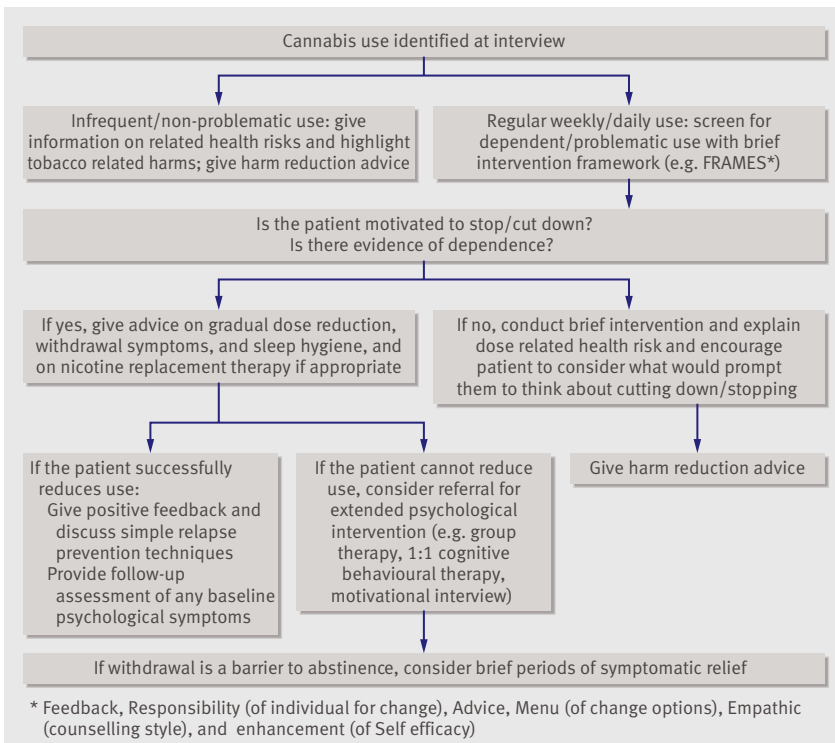 Cannabis use identified at interview
Infrequent/non-problematic use: give
information on related health risks and highlight
tobacco related harms; give harm reduction advice
Regular weekly/daily use: screen for
dependent/problematic use with brief
intervention framework (e.g. FRAMES*)
Is the patient motivated to stop/cut down?
Is there evidence of dependence?
If yes, give advice on gradual dose reduction,
withdrawal symptoms, and sleep hygiene, and
on nicotine replacement therapy if appropriate
If no, conduct brief intervention and explain
dose related health risk and encourage
patient to consider what would prompt
them to think about cutting down/stopping
If the patient successfully
reduces use:
Give positive feedback and
discuss simple relapse
prevention techniques
Provide follow-up
assessment of any baseline
psychological symptoms
If the patient cannot reduce
use, consider referral for
extended psychological
intervention (e.g. group
therapy, 1:1 cognitive
behavioural therapy,
motivational interview)
Give harm reduction advice
If withdrawal is a barrier to abstinence, consider brief periods of symptomatic relief
* Feedback, Responsibility (of individual for change), Advice, Menu (of change options), Empathic
(counselling style), and enhancement (of Self efficacy)